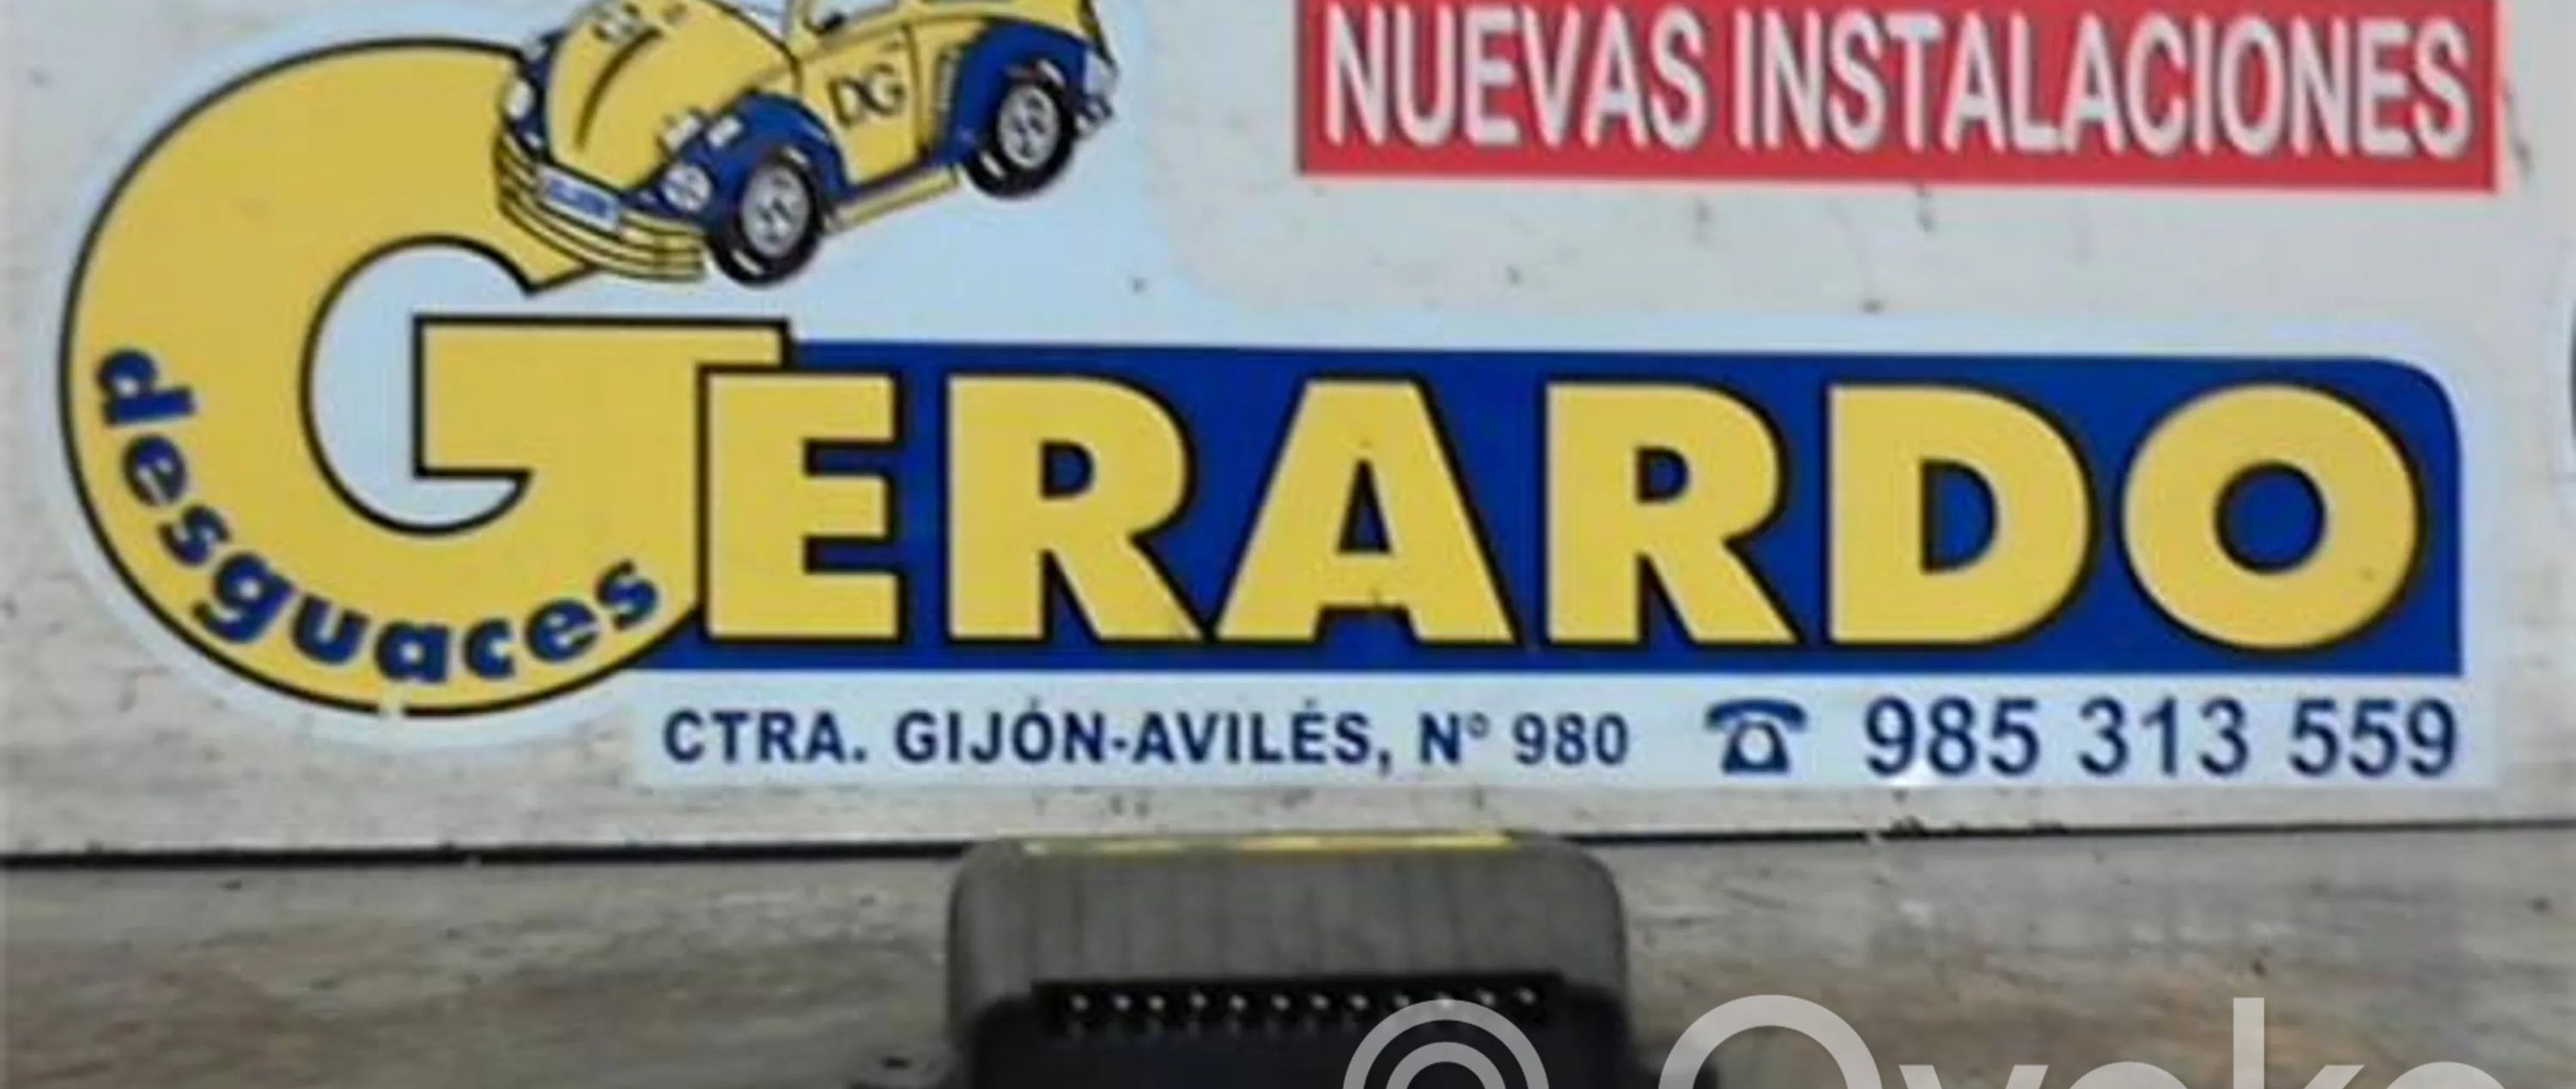 NUEVAS INSTALACIONES
DG
desguaces
GERARDO
CTRA. GIJÓN-AVILÉS, Nº 980 ☎ 985 313 559